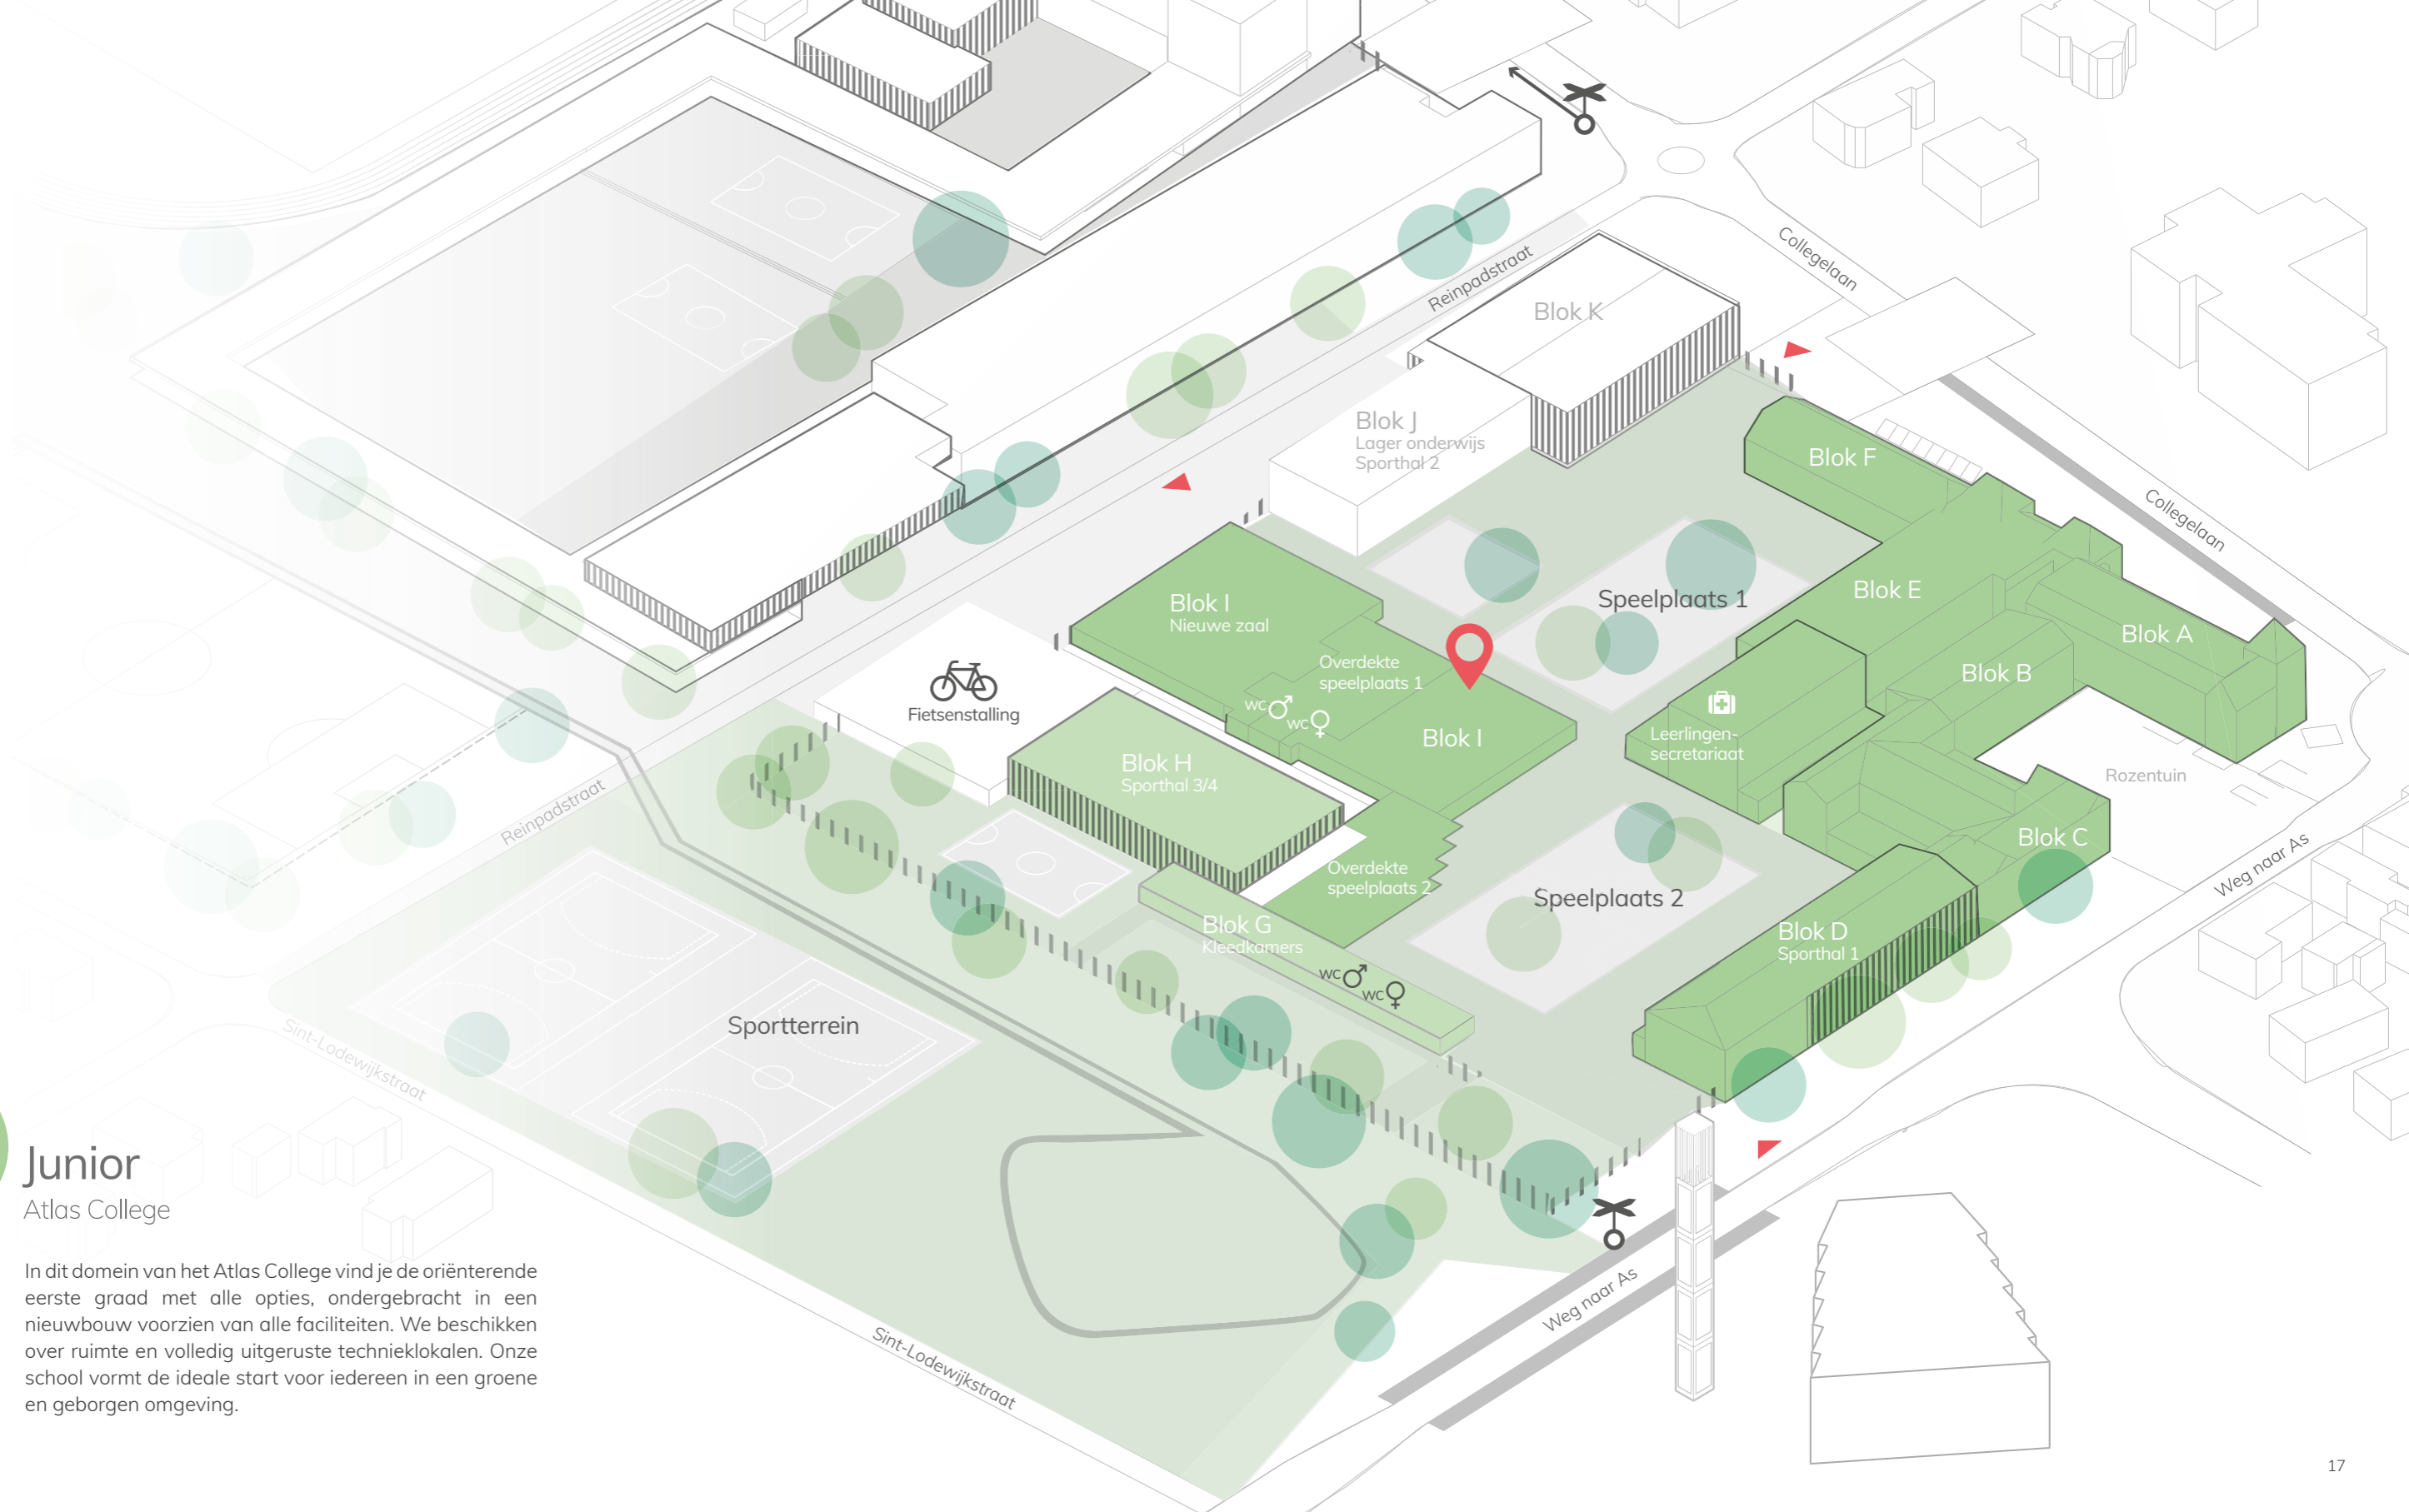 Collegelaan
Reinpadstraat
Blok K
Blok J
Lager onderwijs
Sporthal 2
Blok F
Collegelaan
Speelplaats 1
Blok E
Blok I
Nieuwe zaal
Blok A
Overdekte
speelplaats 1
Blok B
WC
WC
Fietsenstalling
Blok I
Leerlingen-
secretariaat
Blok H
Sporthal 3/4
Rozentuin
Reinpadstraat
Blok C
Weg naar As
Overdekte
speelplaats 2
Speelplaats 2
Blok G
Kleedkamers
Blok D
Sporthal 1
WC
WC
Sportterrein
Sint-Lodewijkstraat
Weg naar As
Sint-Lodewijkstraat
Junior
Atlas College
In dit domein van het Atlas College vind je de oriënterende
eerste graad met alle opties, ondergebracht in een
nieuwbouw voorzien van alle faciliteiten. We beschikken
over ruimte en volledig uitgeruste technieklokalen. Onze
school vormt de ideale start voor iedereen in een groene
en geborgen omgeving.
17